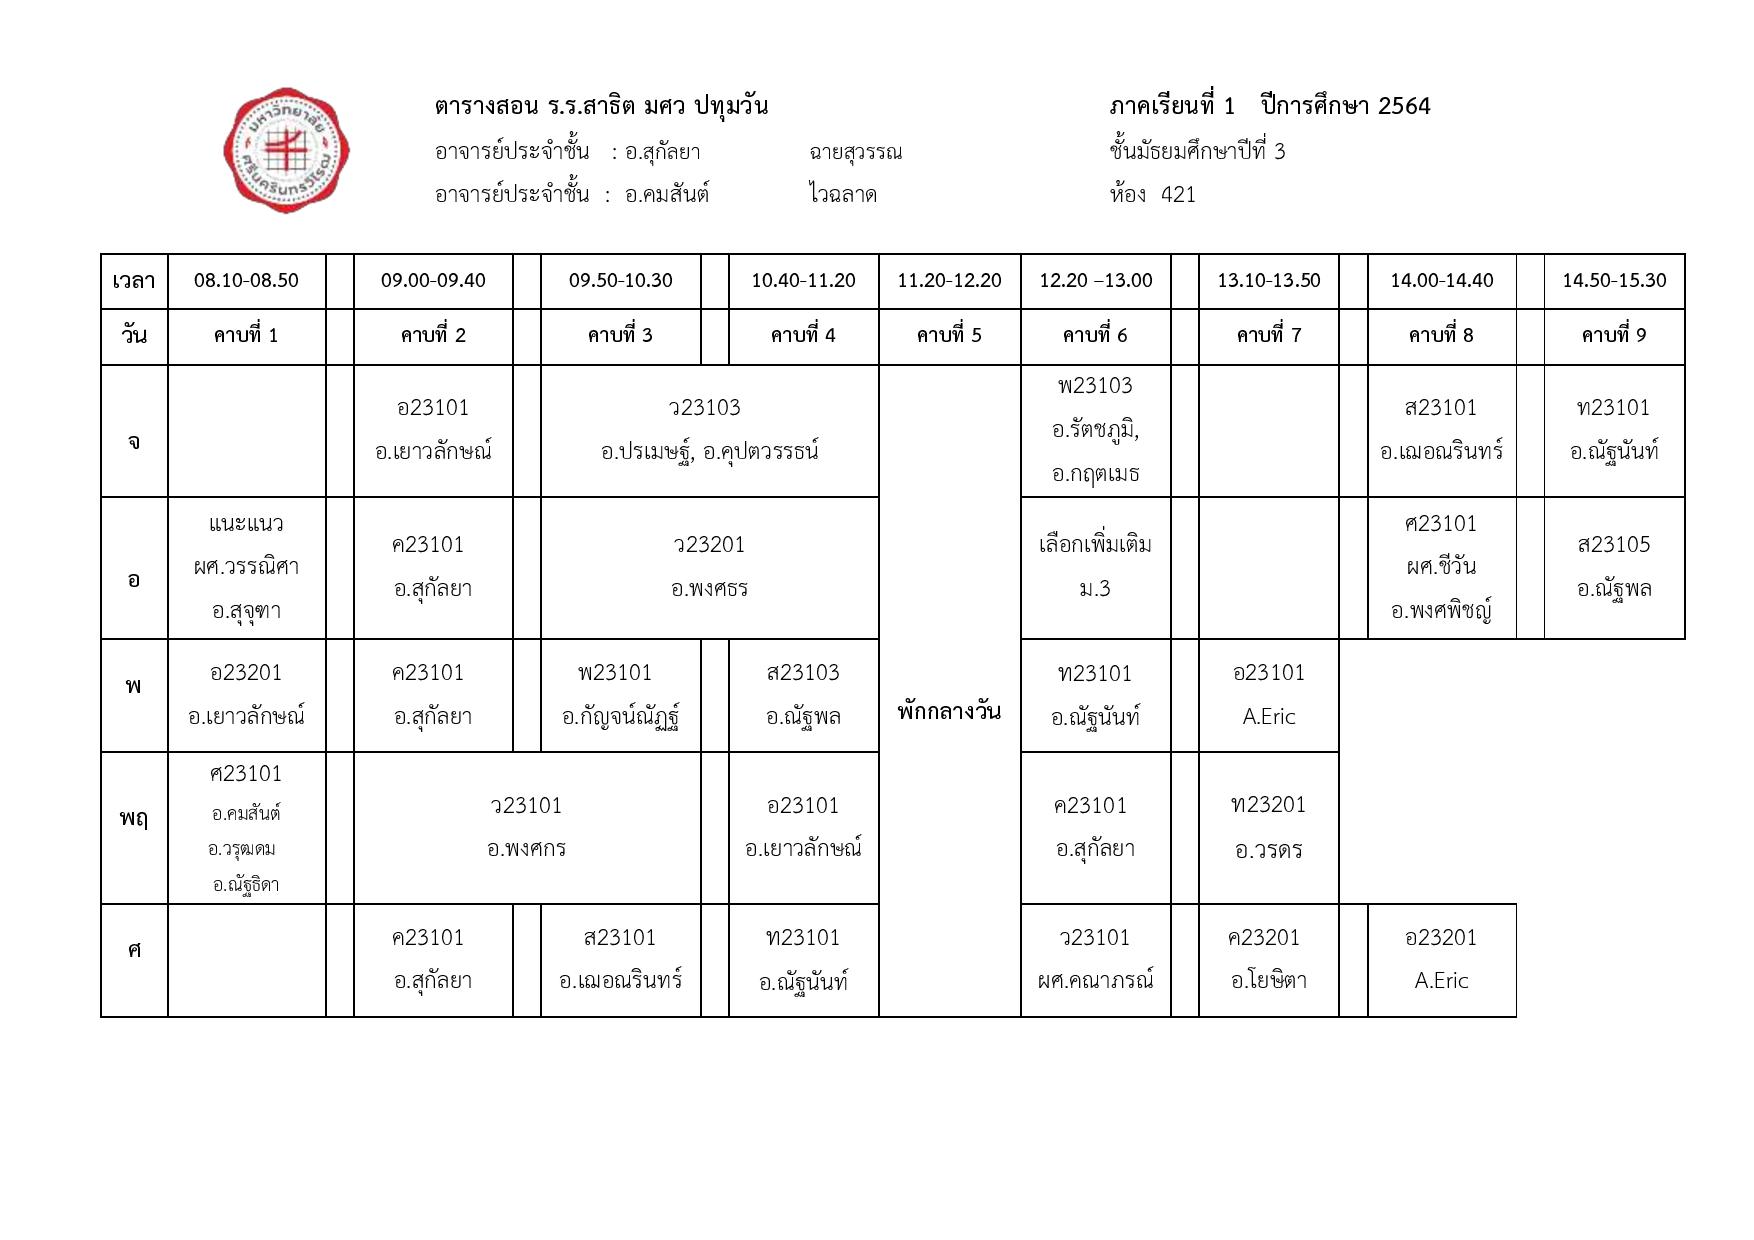 มหาวิทยาลัย
ศรีนครินทรวิโรฒ
ตารางสอน ร.ร.สาธิต มศว ปทุมวัน ภาคเรียนที่ 1 ปีการศึกษา 2564
อาจารย์ประจำชั้น : อ.สุกัลยา ฉายสุวรรณ ชั้นมัธยมศึกษาปีที่ 3
อาจารย์ประจำชั้น : อ.คมสันต์ ไวฉลาด ห้อง 421
เวลา 08.10-08.50 09.00-09.40 09.50-10.30 10.40-11.20 11.20-12.20 12.20 –13.00 13.10-13.50 14.00-14.40 14.50-15.30
วัน คาบที่ 1 คาบที่ 2 คาบที่ 3 คาบที่ 4 คาบที่ 5 คาบที่ 6 คาบที่ 7 คาบที่ 8 คาบที่ 9
จ
อ23101
อ.เยาวลักษณ์
ว23103
อ.ปรเมษฐ์, อ.คุปตวรรธน์
พ23103
อ.รัตชภูมิ,
อ.กฤตเมธ
ส23101
อ.เฌอณรินทร์
ท23101
อ.ณัฐนันท์
อ
แนะแนว
ผศ.วรรณิศา
อ.สุจุฑา
ค23101
อ.สุกัลยา
ว23201
อ.พงศธร
เลือกเพิ่มเติม
ม.3
ศ23101
ผศ.ชีวัน
อ.พงศพิชญ์
ส23105
อ.ณัฐพล
พ
อ23201
อ.เยาวลักษณ์
ค23101
อ.สุกัลยา
พ23101
อ.กัญจน์ณัฏฐ์
ส23103
อ.ณัฐพล
พักกลางวัน
ท23101
อ.ณัฐนันท์
อ23101
A.Eric
พฤ
ศ23101
อ.คมสันต์
อ.วรุฒดม
อ.ณัฐธิดา
ว23101
อ.พงศกร
อ23101
อ.เยาวลักษณ์
ค23101
อ.สุกัลยา
ท23201
อ.วรดร
ศ
ค23101
อ.สุกัลยา
ส23101
อ.เฌอณรินทร์
ท23101
อ.ณัฐนันท์
ว23101
ผศ.คณาภรณ์
ค23201
อ.โยษิตา
อ23201
A.Eric